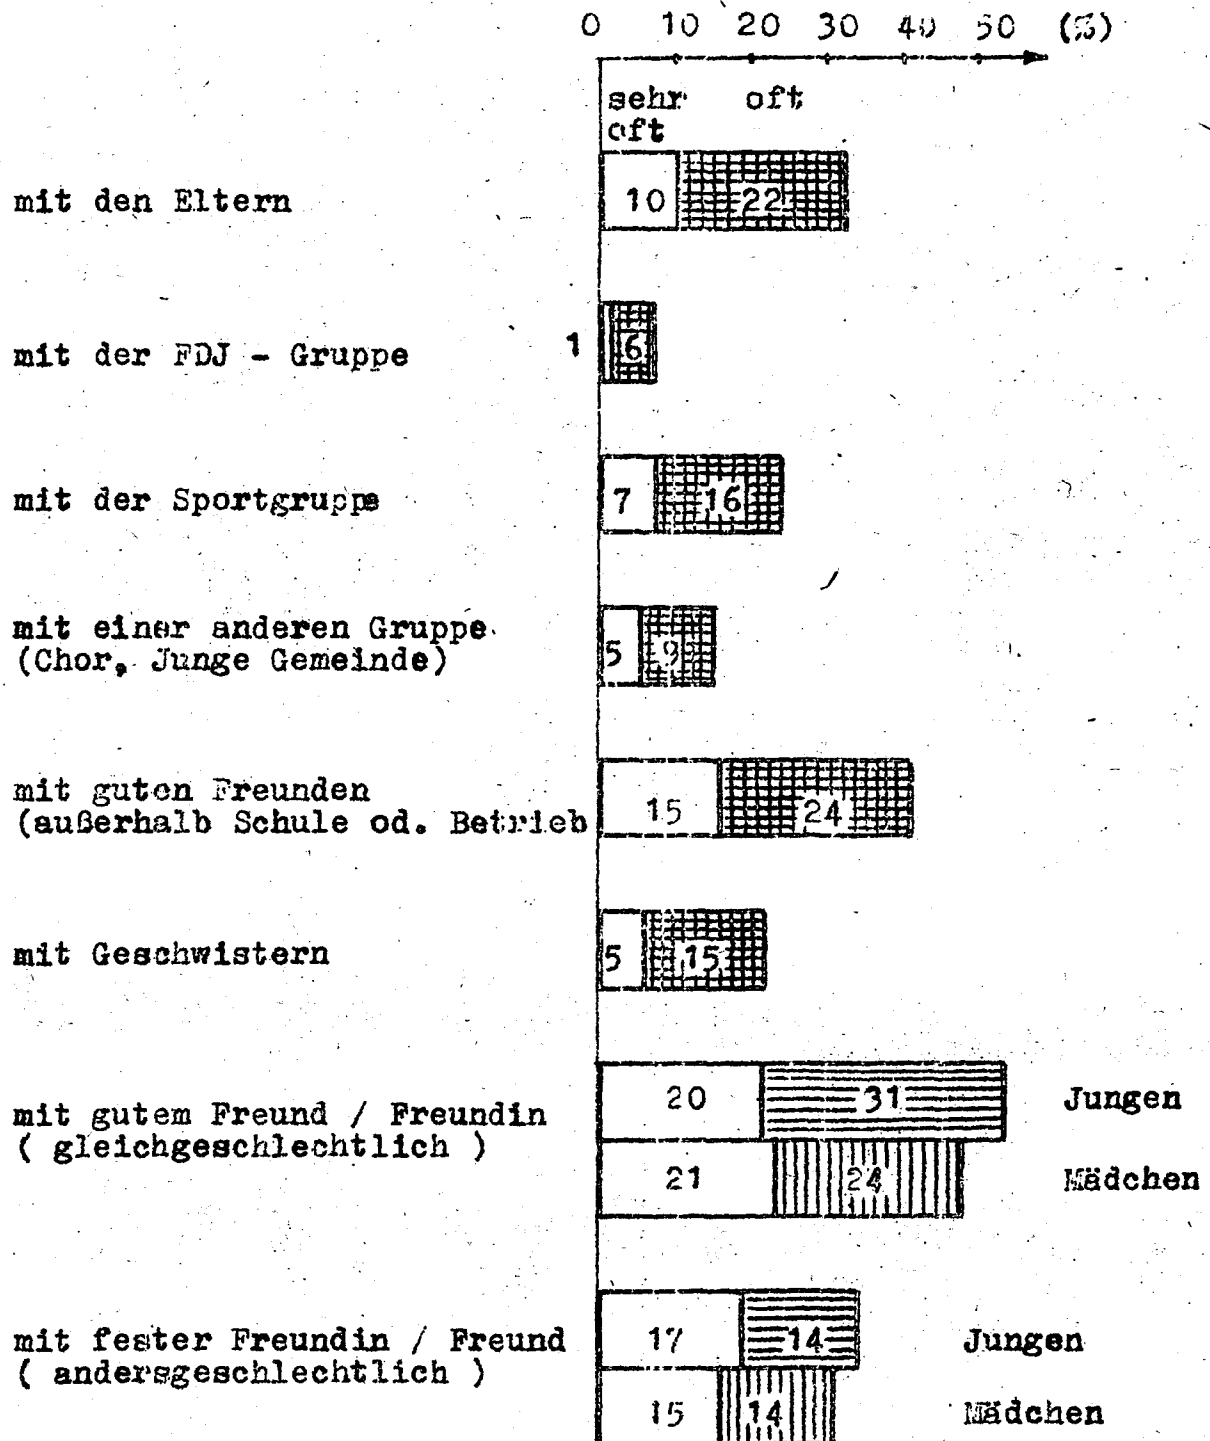 0 10 20 30 40 50 (%)
sehr oft
oft
mit den Eltern 10 22
mit der FDJ - Gruppe 1 6
mit der Sportgruppe 7 16
mit einer anderen Gruppe
(Chor, Junge Gemeinde) 5 9
mit guten Freunden
(außerhalb Schule od. Betrieb 15 24
mit Geschwistern 5 15
20 31 Jungen
mit gutem Freund / Freundin
( gleichgeschlechtlich )
21 24 Mädchen
mit fester Freundin / Freund 17 14 Jungen
( andersgeschlechtlich )
15 14 Mädchen